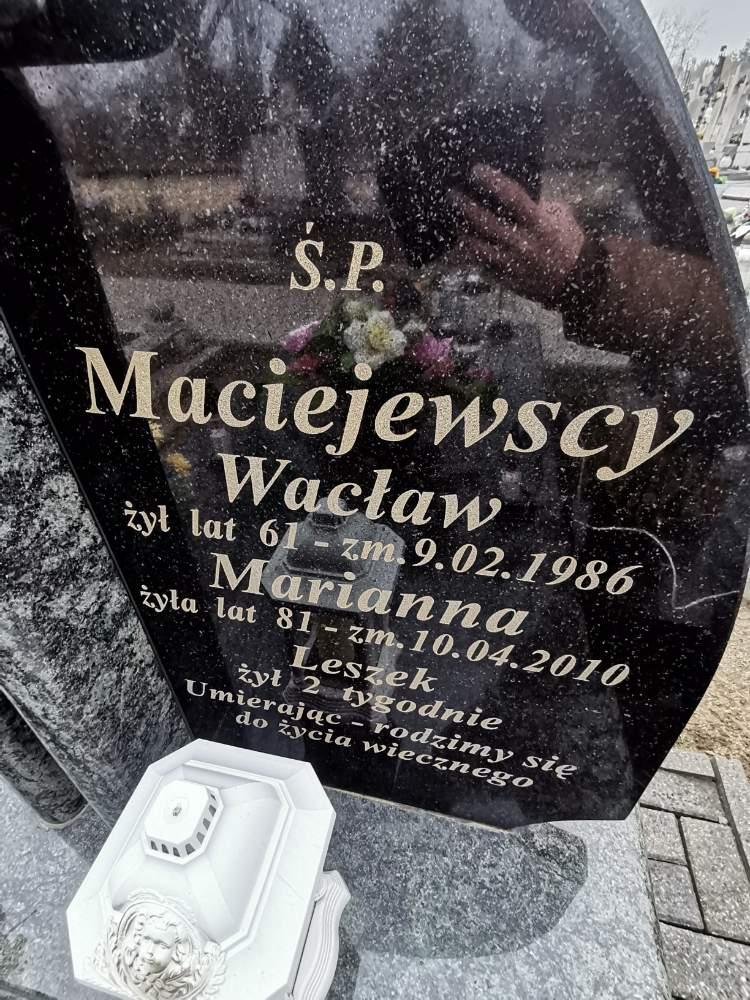 Ś.P.
Maciejewscy
Wacław
żył lat 61 - zm. 9.02.1986
Marianna
żyła lat 81 - zm. 10.04.2010
Leszek
żył 2 tygodnie
Umierając - rodzimy się
do życia wiecznego